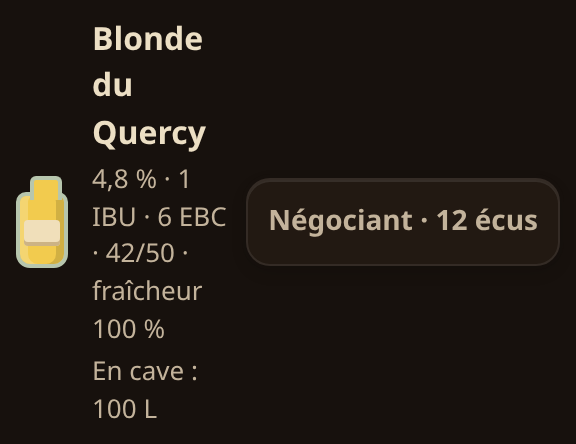 Blonde
du
Quercy
4,8 % · 1
IBU · 6 EBC
· 42/50 ·
fraîcheur
100 %
En cave :
100 L
Négociant · 12 écus